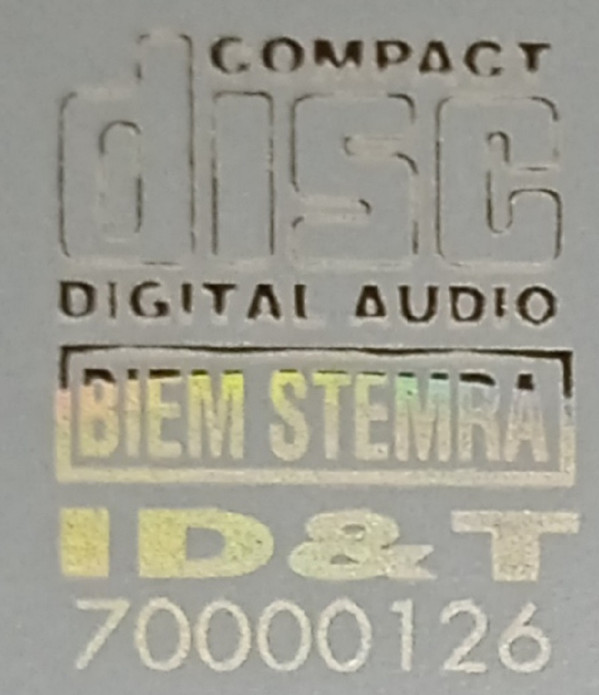 COMPACT
disc
DIGITAL AUDIO
BIEM STEMRA
ID&T
70000126